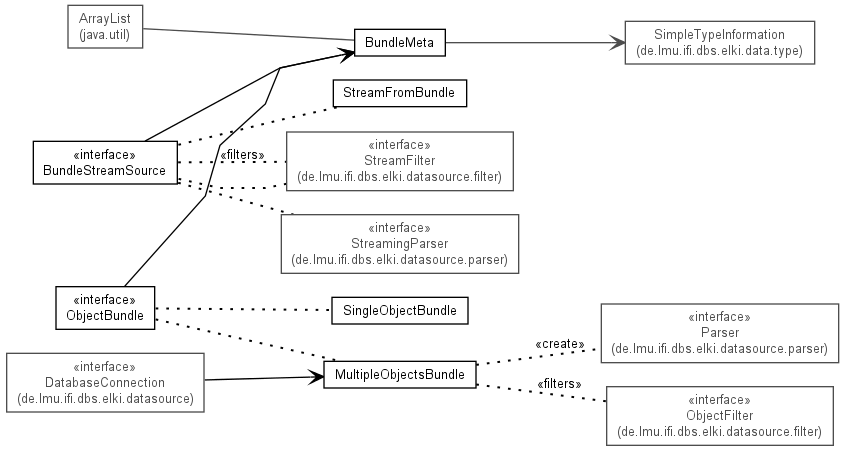 ArrayList
(java.util)
BundleMeta
SimpleTypeInformation
(de.lmu.ifi.dbs.elki.data.type)
StreamFromBundle
«interface»
BundleStreamSource
«filters»
«interface»
StreamFilter
(de.lmu.ifi.dbs.elki.datasource.filter)
«interface»
StreamingParser
(de.lmu.ifi.dbs.elki.datasource.parser)
«interface»
ObjectBundle
SingleObjectBundle
«interface»
DatabaseConnection
(de.lmu.ifi.dbs.elki.datasource)
MultipleObjectsBundle
«create»
«interface»
Parser
(de.lmu.ifi.dbs.elki.datasource.parser)
«filters»
«interface»
ObjectFilter
(de.lmu.ifi.dbs.elki.datasource.filter)